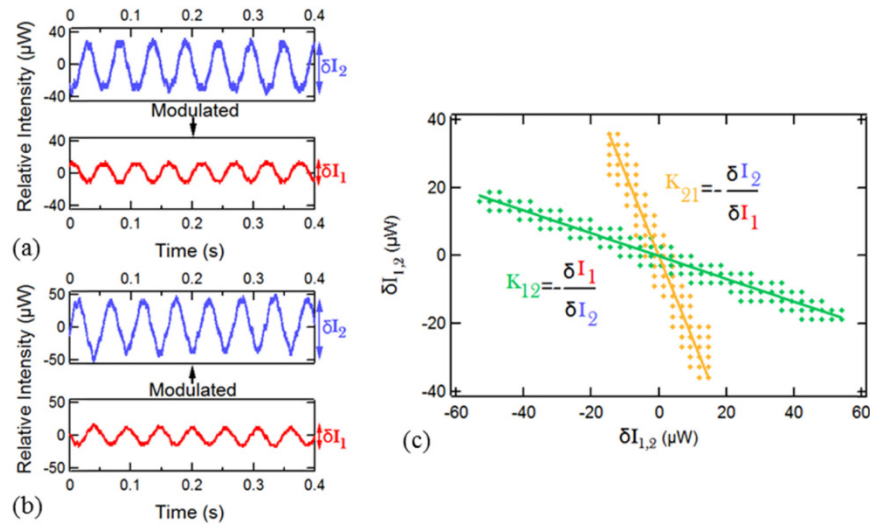 0 0.1 0.2 0.3 0.4
40
0
-40
δI2
Modulated
40
0
-40
δI1
0 0.1 0.2 0.3 0.4
Time (s)
Relative Intensity (μW)
(a)
0 0.1 0.2 0.3 0.4
50
0
-50
δI2
Modulated
50
0
-50
δI1
0 0.1 0.2 0.3 0.4
Time (s)
Relative Intensity (μW)
(b)
40
20
0
-20
-40
δI1,2 (μW)
K21=-δI2/δI1
K12=-δI1/δI2
-60 -40 -20 0 20 40 60
δI1,2 (μW)
(c)